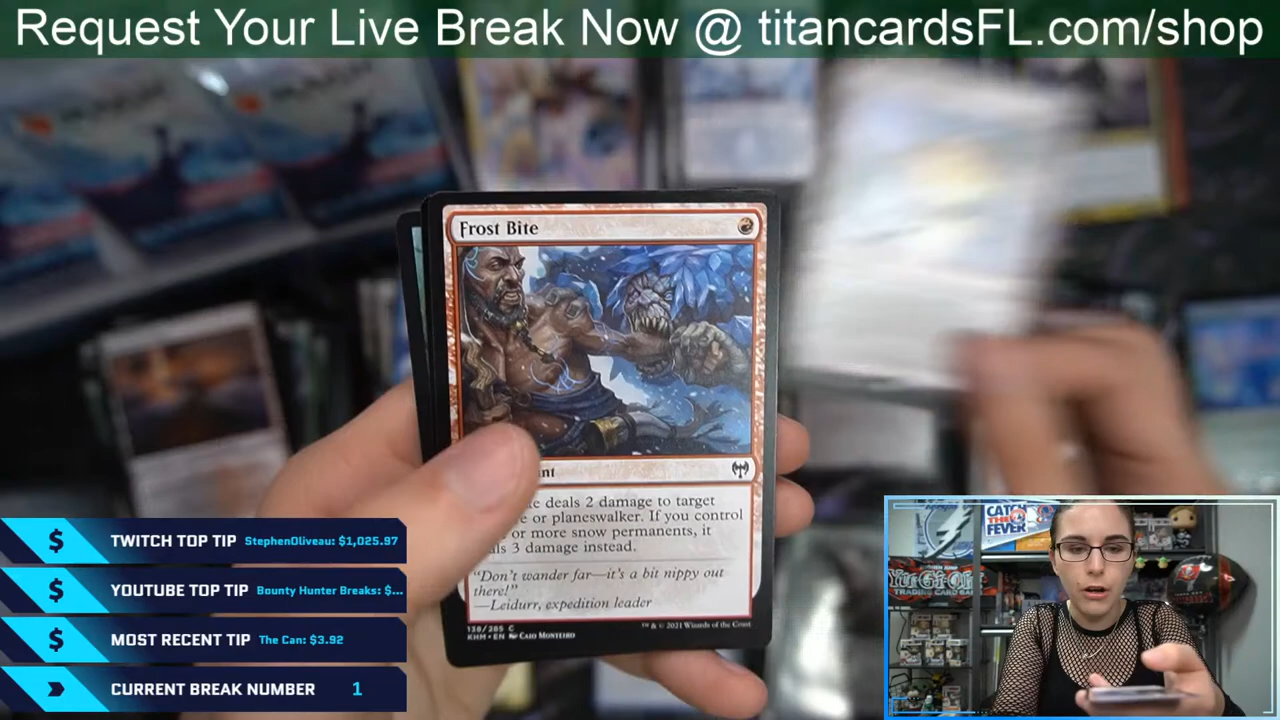 Request Your Live Break Now @ titancardsFL.com/shop
Frost Bite
deals 2 damage to target
or planeswalker. If you control
or more snow permanents, it
3 damage instead.
"Don't wander far—it's a bit nippy out
there!"
—Leidurr, expedition leader
138/285 C
KHM • EN Caio Monteiro
™ & © 2021 Wizards of the Coast
TWITCH TOP TIP StephenOliveau: $1,025.97
YOUTUBE TOP TIP Bounty Hunter Breaks: $...
MOST RECENT TIP The Can: $3.92
CURRENT BREAK NUMBER 1
CATCH
THE
FEVER
Yu-Gi-Oh!